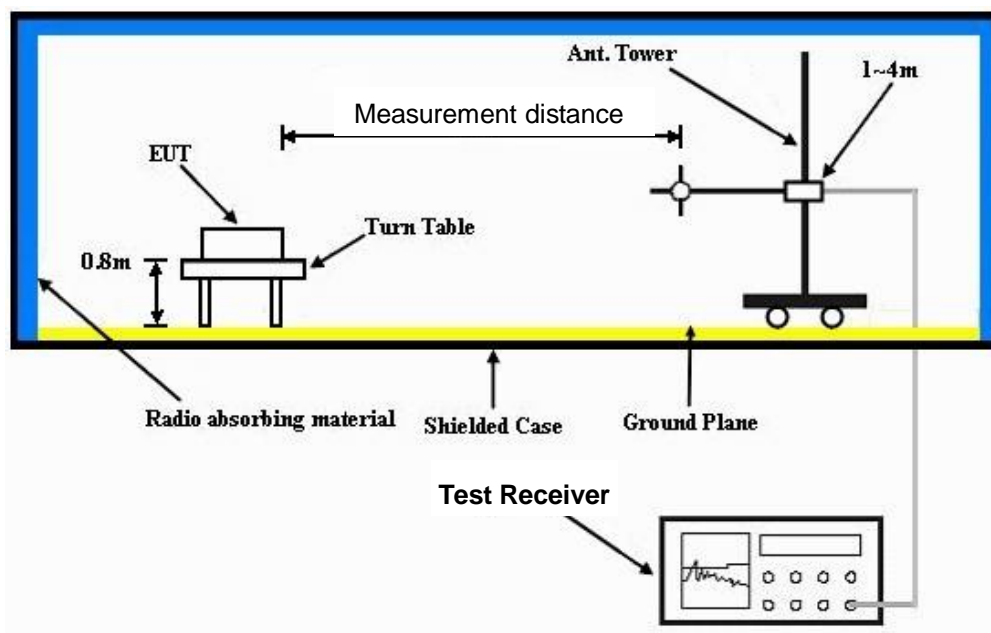 Ant. Tower
1~4m
Measurement distance
EUT
Turn Table
0.8m
Radio absorbing material
Shielded Case
Ground Plane
Test Receiver